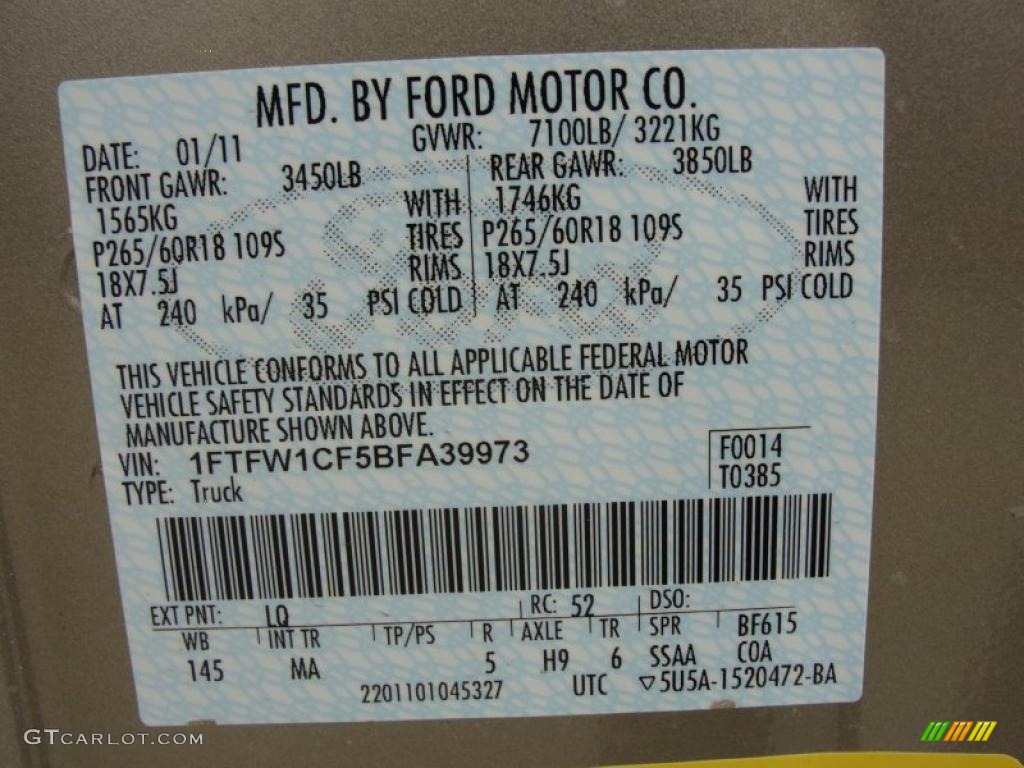 MFD. BY FORD MOTOR CO.
DATE: 01/11 GVWR: 7100LB/ 3221KG
FRONT GAWR: 3450LB REAR GAWR: 3850LB
1565KG WITH 1746KG WITH
P265/60R18 109S TIRES P265/60R18 109S TIRES
18X7.5J RIMS 18X7.5J RIMS
AT 240 kPa/ 35 PSI COLD AT 240 kPa/ 35 PSI COLD
THIS VEHICLE CONFORMS TO ALL APPLICABLE FEDERAL MOTOR
VEHICLE SAFETY STANDARDS IN EFFECT ON THE DATE OF
MANUFACTURE SHOWN ABOVE.
VIN: 1FTFW1CF5BFA39973 F0014
TYPE: Truck T0385
EXT PNT: LQ RC: 52 DSO:
WB INT TR TP/PS R AXLE TR SPR BF615
145 MA 5 H9 6 SSAA COA
2201101045327 UTC ▽5U5A-1520472-BA
GTCARLOT.COM